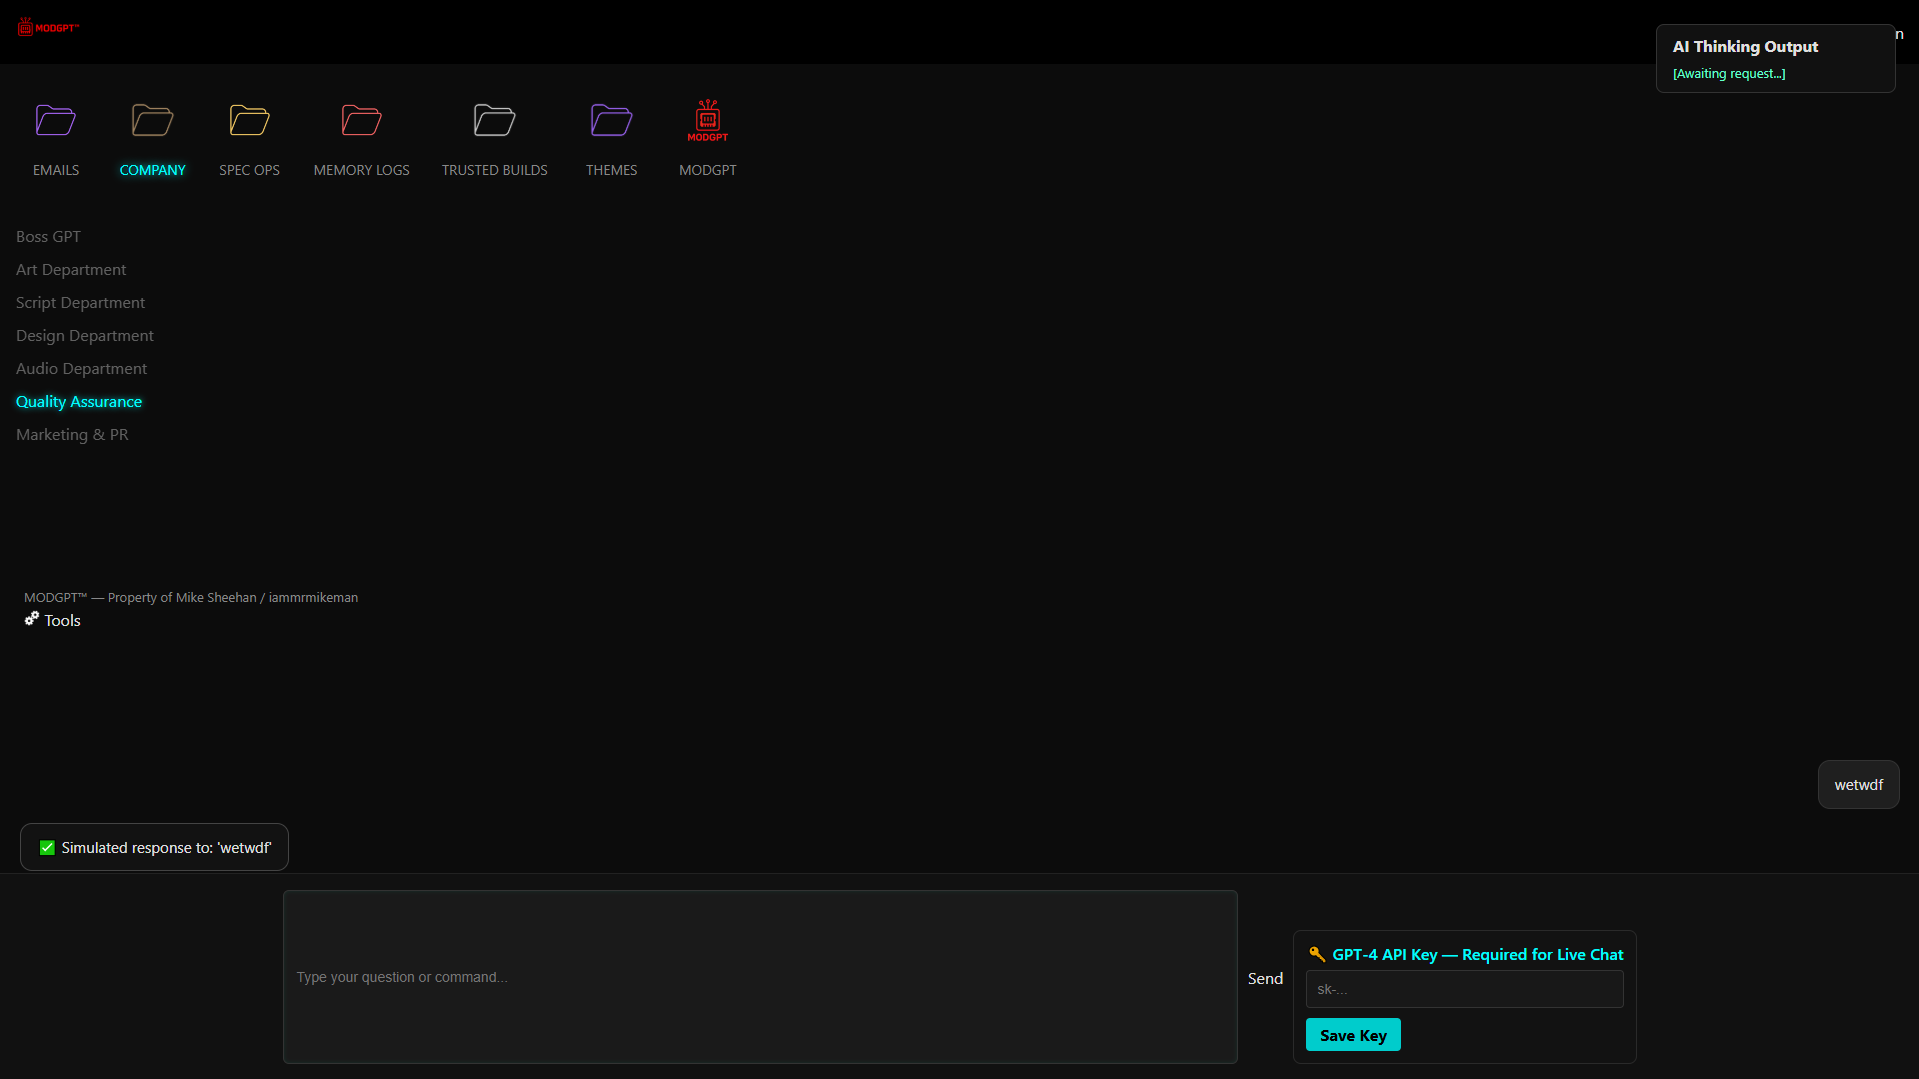 MODGPT™
n
AI Thinking Output
[Awaiting request...]
MODGPT
EMAILS
COMPANY
SPEC OPS
MEMORY LOGS
TRUSTED BUILDS
THEMES
MODGPT
Boss GPT
Art Department
Script Department
Design Department
Audio Department
Quality Assurance
Marketing & PR
MODGPT™ — Property of Mike Sheehan / iammrmikeman
Tools
wetwdf
✅ Simulated response to: 'wetwdf'
Type your question or command...
Send
🔑 GPT-4 API Key — Required for Live Chat
sk-...
Save Key